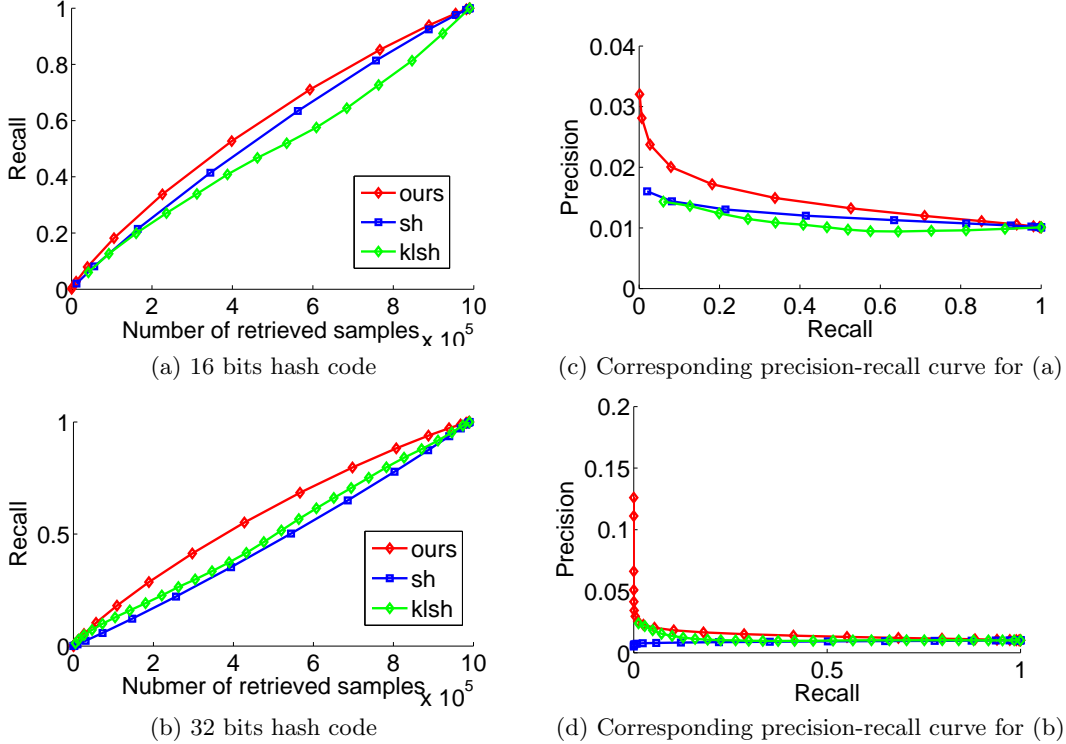 1
0.8
0.6
0.4
0.2
0
Recall
0 2 4 6 8 10
Number of retrieved samples
x 10^5
ours
sh
klsh
(a) 16 bits hash code
0.04
0.03
0.02
0.01
0
Precision
0 0.2 0.4 0.6 0.8 1
Recall
(c) Corresponding precision-recall curve for (a)
1
0.5
0
Recall
0 2 4 6 8 10
Nubmer of retrieved samples
x 10^5
ours
sh
klsh
(b) 32 bits hash code
0.2
0.15
0.1
0.05
0
Precision
0 0.5 1
Recall
(d) Corresponding precision-recall curve for (b)